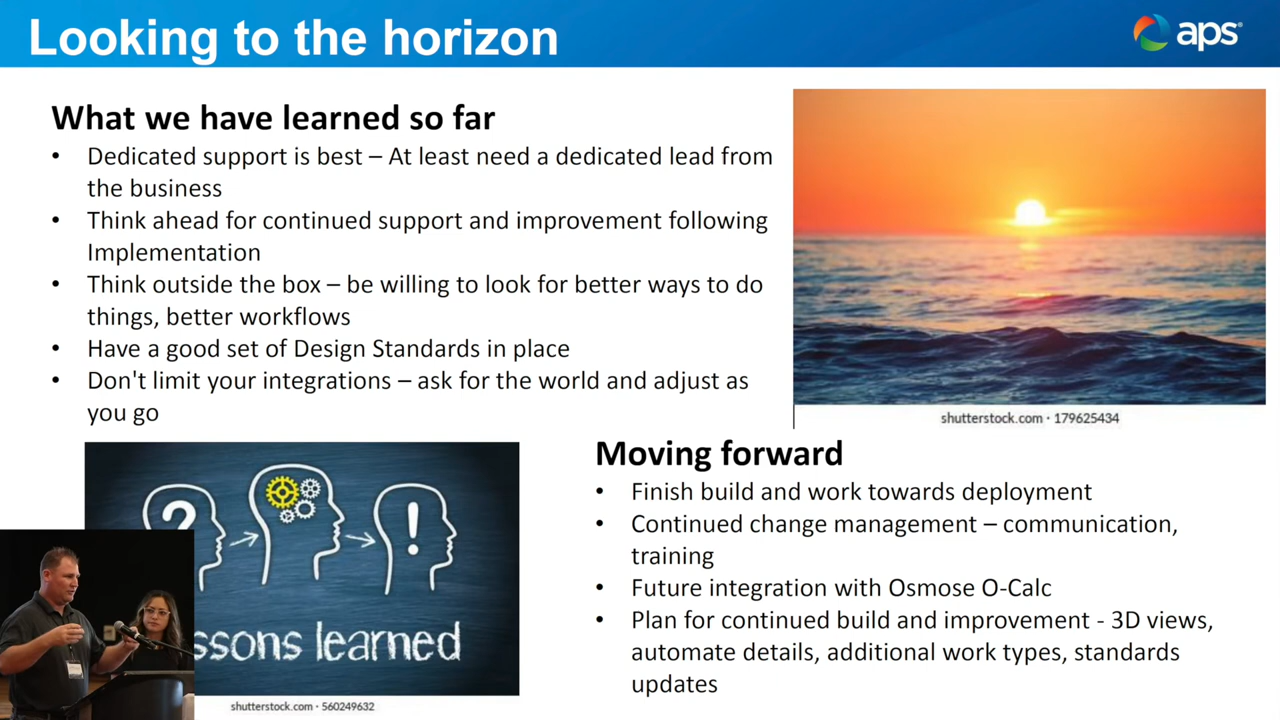 Looking to the horizon
aps
What we have learned so far
• Dedicated support is best – At least need a dedicated lead from
the business
• Think ahead for continued support and improvement following
Implementation
• Think outside the box – be willing to look for better ways to do
things, better workflows
• Have a good set of Design Standards in place
• Don't limit your integrations – ask for the world and adjust as
you go
shutterstock.com · 179625434
?
!
ssons learned
shutterstock.com · 560249632
Moving forward
• Finish build and work towards deployment
• Continued change management – communication,
training
• Future integration with Osmose O-Calc
• Plan for continued build and improvement - 3D views,
automate details, additional work types, standards
updates